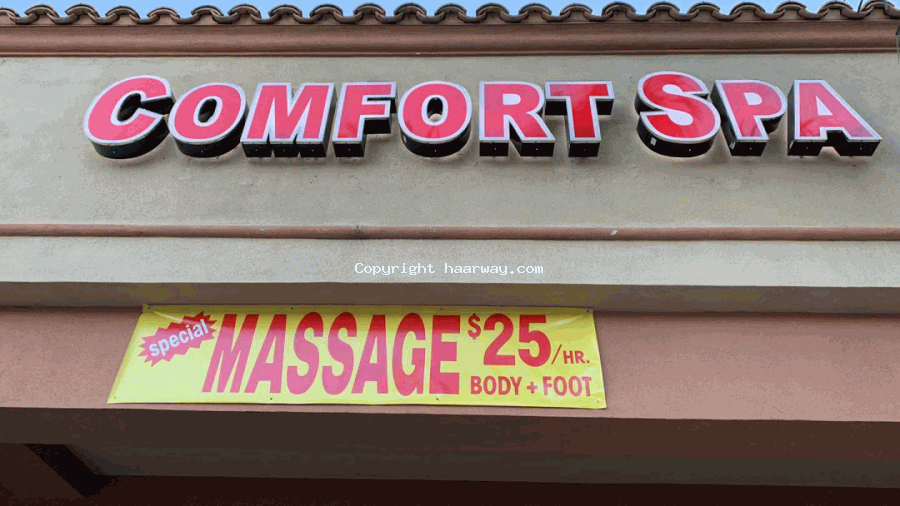 COMFORT SPA
Copyright haarway.com
special MASSAGE $25/HR.
BODY + FOOT